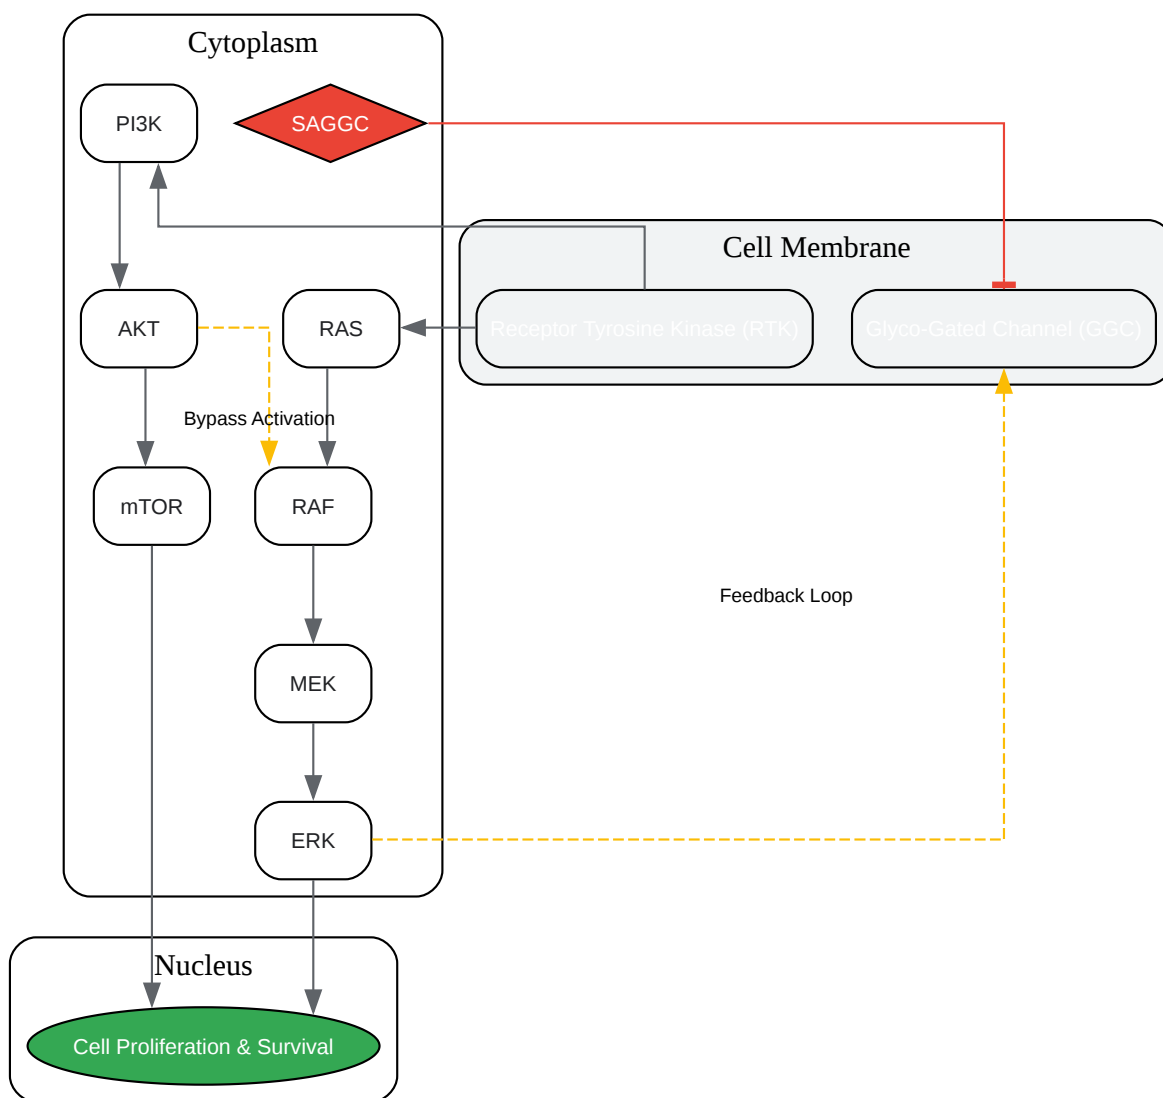 Cytoplasm
PI3K
SAGGC
Cell Membrane
AKT
RAS
Receptor Tyrosine Kinase (RTK)
Glyco-Gated Channel (GGC)
Bypass Activation
mTOR
RAF
Feedback Loop
MEK
ERK
Nucleus
Cell Proliferation & Survival